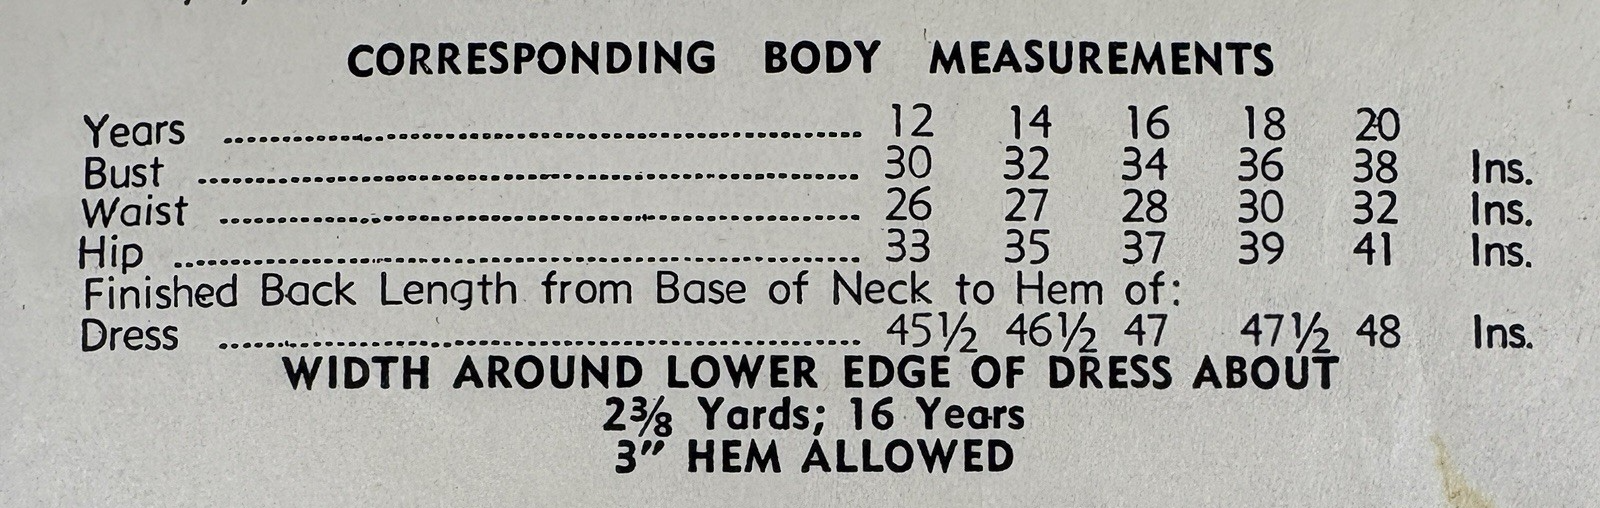 CORRESPONDING BODY MEASUREMENTS
Years ........................ 12 14 16 18 20
Bust ........................ 30 32 34 36 38 Ins.
Waist ........................ 26 27 28 30 32 Ins.
Hip ........................ 33 35 37 39 41 Ins.
Finished Back Length from Base of Neck to Hem of:
Dress ........................ 45½ 46½ 47 47½ 48 Ins.
WIDTH AROUND LOWER EDGE OF DRESS ABOUT
2⅜ Yards; 16 Years
3" HEM ALLOWED